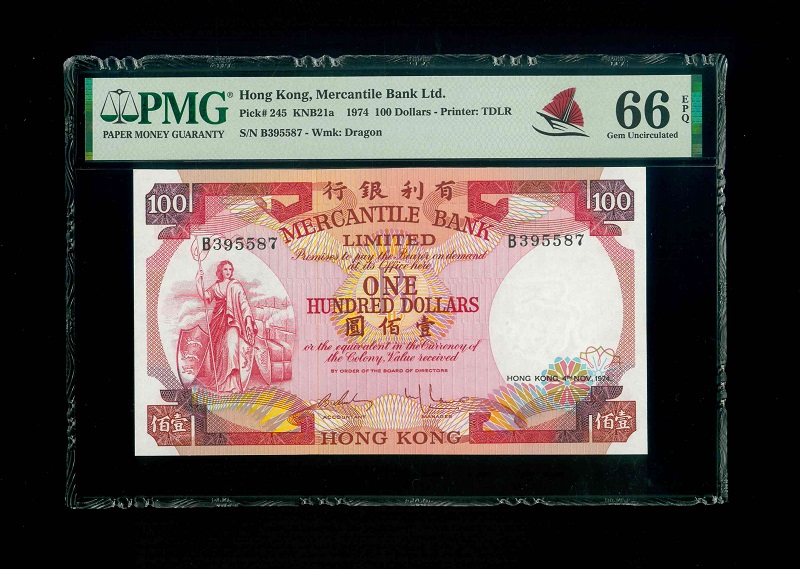 PMG®
PAPER MONEY GUARANTY
Hong Kong, Mercantile Bank Ltd.
Pick# 245 KNB21a 1974 100 Dollars - Printer: TDLR
S/N B395587 - Wmk: Dragon
66 EPQ
Gem Uncirculated
行銀利有
100
100
MERCANTILE BANK
LIMITED
B395587
B395587
Promises to pay the Bearer on demand
at its Office here
ONE
HUNDRED DOLLARS
圓佰壹
or the equivalent in the Currency of
the Colony, Value received
BY ORDER OF THE BOARD OF DIRECTORS
HONG KONG, 4TH NOV. 1974.
ACCOUNTANT
MANAGER
佰壹
佰壹
HONG KONG